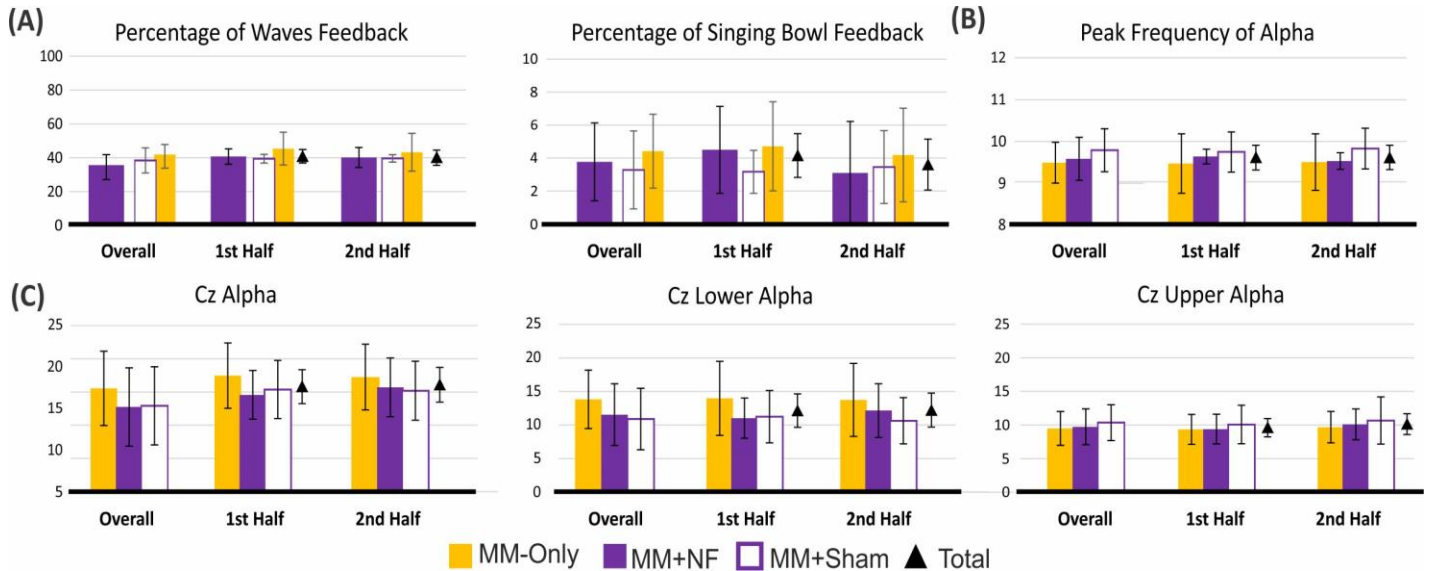 (A)
Percentage of Waves Feedback
100
80
60
40
20
0
Overall 1st Half 2nd Half
Percentage of Singing Bowl Feedback
10
8
6
4
2
0
Overall 1st Half 2nd Half
(B)
Peak Frequency of Alpha
12
11
10
9
8
Overall 1st Half 2nd Half
(C)
Cz Alpha
25
20
15
10
5
Overall 1st Half 2nd Half
Cz Lower Alpha
25
20
15
10
5
0
Overall 1st Half 2nd Half
Cz Upper Alpha
25
20
15
10
5
0
Overall 1st Half 2nd Half
MM-Only MM+NF MM+Sham Total